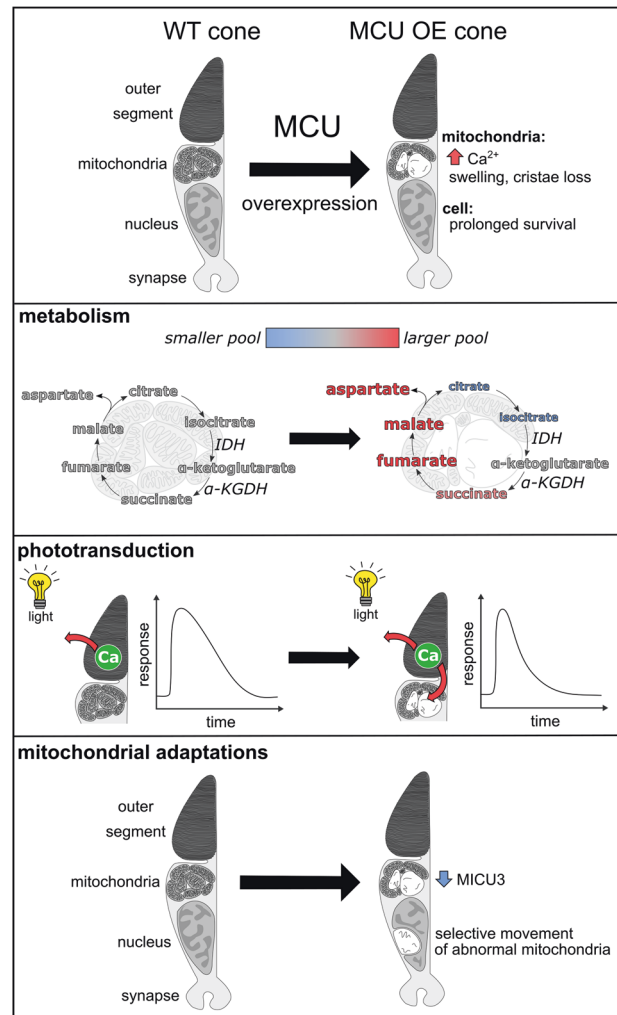 WT cone
MCU OE cone
outer
segment
mitochondria
nucleus
synapse
MCU
overexpression
mitochondria:
Ca²⁺
swelling, cristae loss
cell:
prolonged survival
metabolism
smaller pool
larger pool
aspartate
citrate
isocitrate
IDH
α-ketoglutarate
α-KGDH
succinate
fumarate
malate
aspartate
citrate
isocitrate
IDH
α-ketoglutarate
α-KGDH
succinate
fumarate
malate
phototransduction
light
Ca
response
time
light
Ca
response
time
mitochondrial adaptations
outer
segment
mitochondria
nucleus
synapse
MICU3
selective movement
of abnormal mitochondria